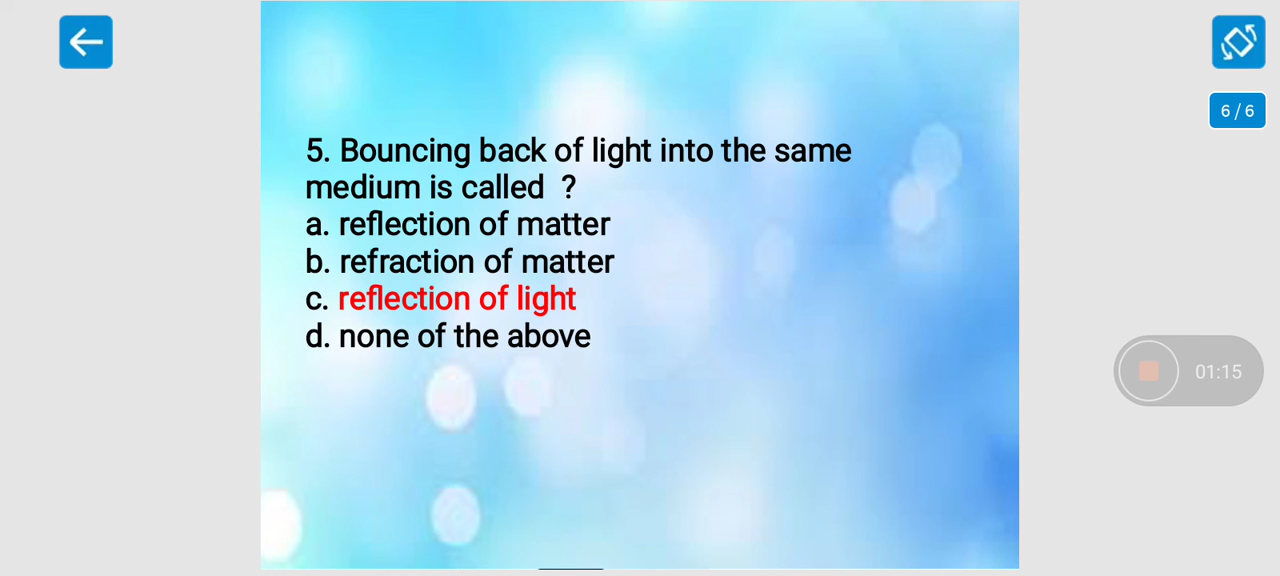 6 / 6
5. Bouncing back of light into the same
medium is called  ?
a. reflection of matter
b. refraction of matter
c. reflection of light
d. none of the above
01:15